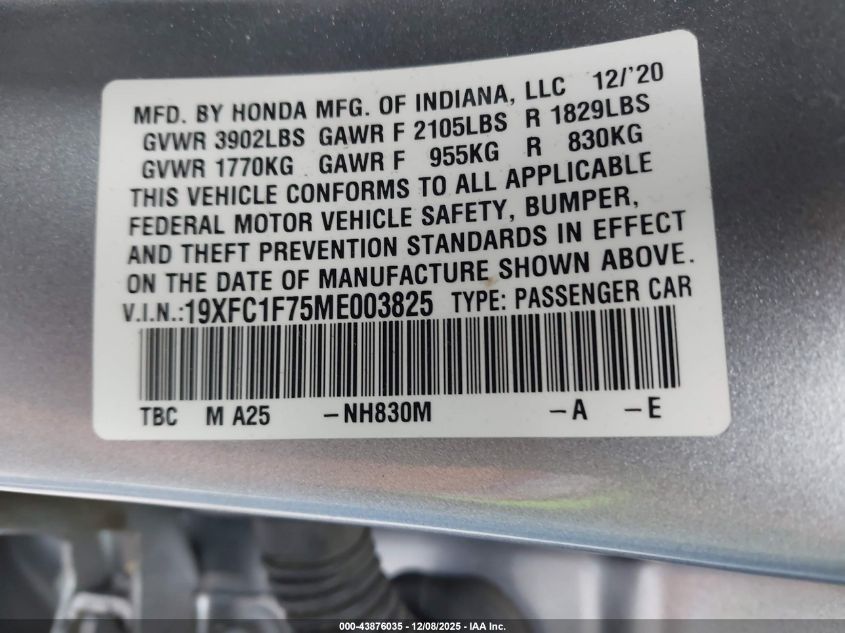 MFD. BY HONDA MFG. OF INDIANA, LLC 12/'20
GVWR 3902LBS GAWR F 2105LBS R 1829LBS
GVWR 1770KG GAWR F 955KG R 830KG
THIS VEHICLE CONFORMS TO ALL APPLICABLE
FEDERAL MOTOR VEHICLE SAFETY, BUMPER,
AND THEFT PREVENTION STANDARDS IN EFFECT
ON THE DATE OF MANUFACTURE SHOWN ABOVE.
V.I.N.:19XFC1F75ME003825 TYPE: PASSENGER CAR
TBC M A25 -NH830M -A -E
000-43876035 - 12/08/2025 - IAA Inc.